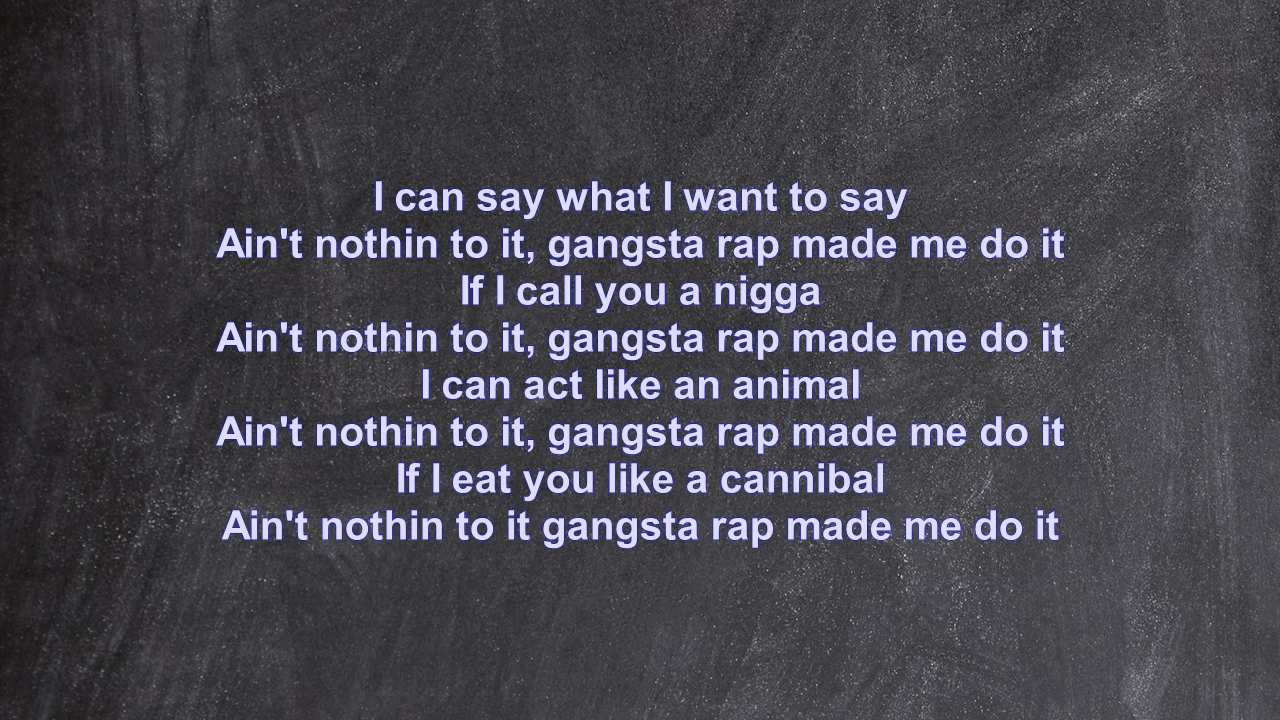 I can say what I want to say
Ain't nothin to it, gangsta rap made me do it
If I call you a nigga
Ain't nothin to it, gangsta rap made me do it
I can act like an animal
Ain't nothin to it, gangsta rap made me do it
If I eat you like a cannibal
Ain't nothin to it gangsta rap made me do it